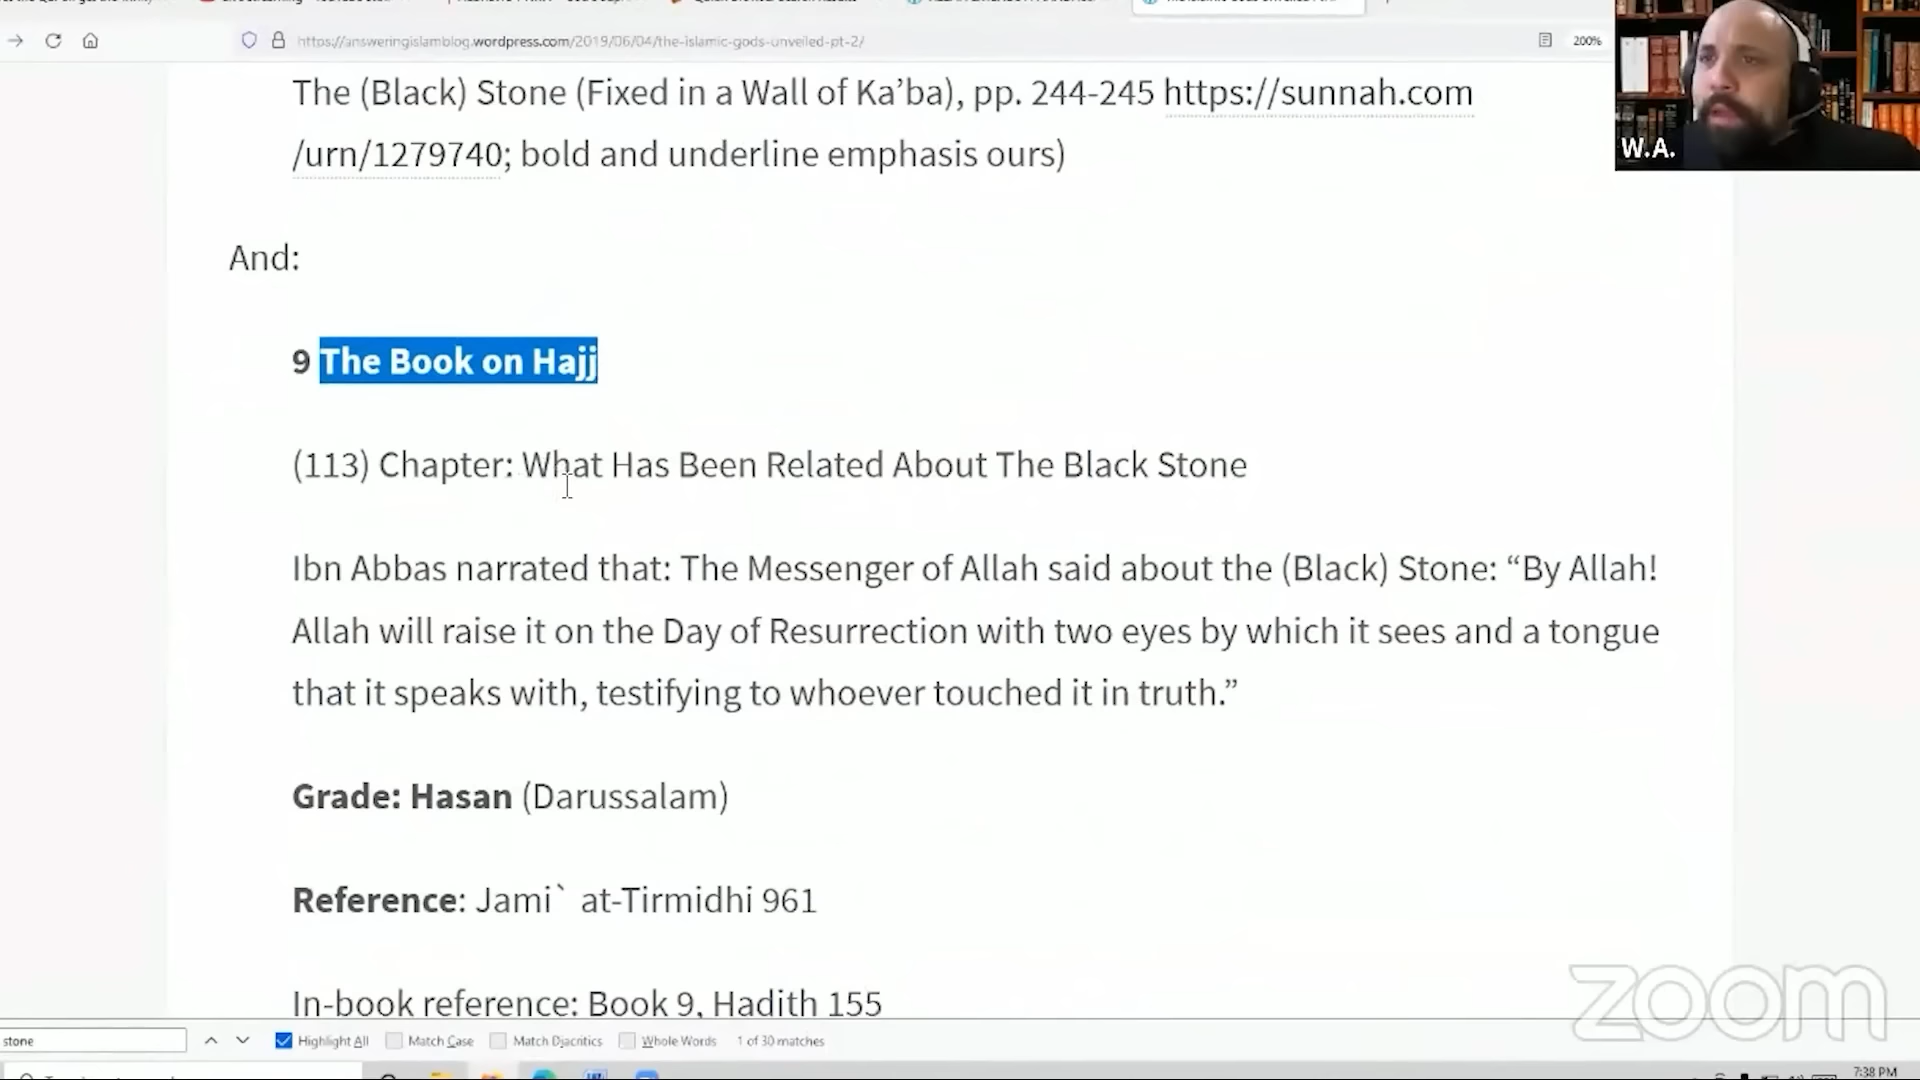 https://answeringislamblog.wordpress.com/2019/06/04/the-islamic-gods-unveiled-pt-2/
200%
The (Black) Stone (Fixed in a Wall of Ka’ba), pp. 244-245 https://sunnah.com
/urn/1279740; bold and underline emphasis ours)
W.A.
And:
9 The Book on Hajj
(113) Chapter: What Has Been Related About The Black Stone
Ibn Abbas narrated that: The Messenger of Allah said about the (Black) Stone: “By Allah!
Allah will raise it on the Day of Resurrection with two eyes by which it sees and a tongue
that it speaks with, testifying to whoever touched it in truth.”
Grade: Hasan (Darussalam)
Reference: Jami` at-Tirmidhi 961
In-book reference: Book 9, Hadith 155
zoom
stone
Highlight All
Match Case
Match Diacritics
Whole Words
1 of 30 matches
7:38 PM